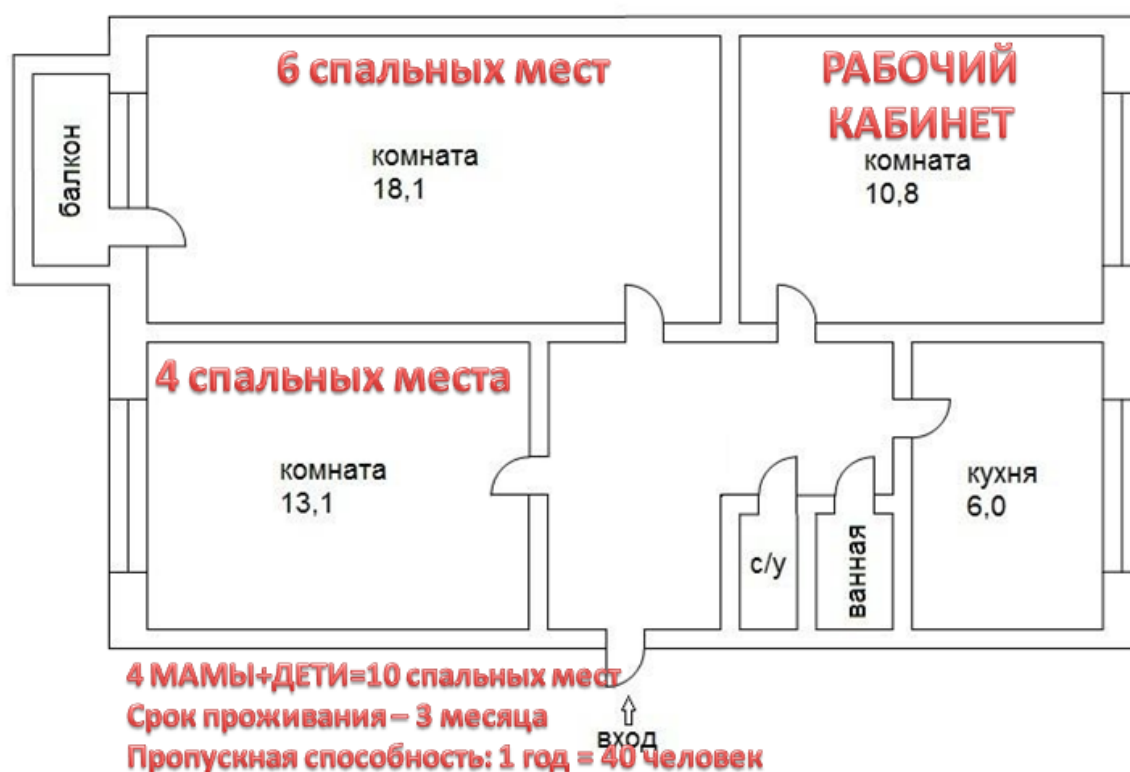 6 спальных мест
РАБОЧИЙ
КАБИНЕТ
балкон
комната
18,1
комната
10,8
4 спальных места
комната
13,1
кухня
6,0
с/у
ванная
4 МАМЫ+ДЕТИ=10 спальных мест
Срок проживания – 3 месяца
вход
Пропускная способность: 1 год = 40 человек